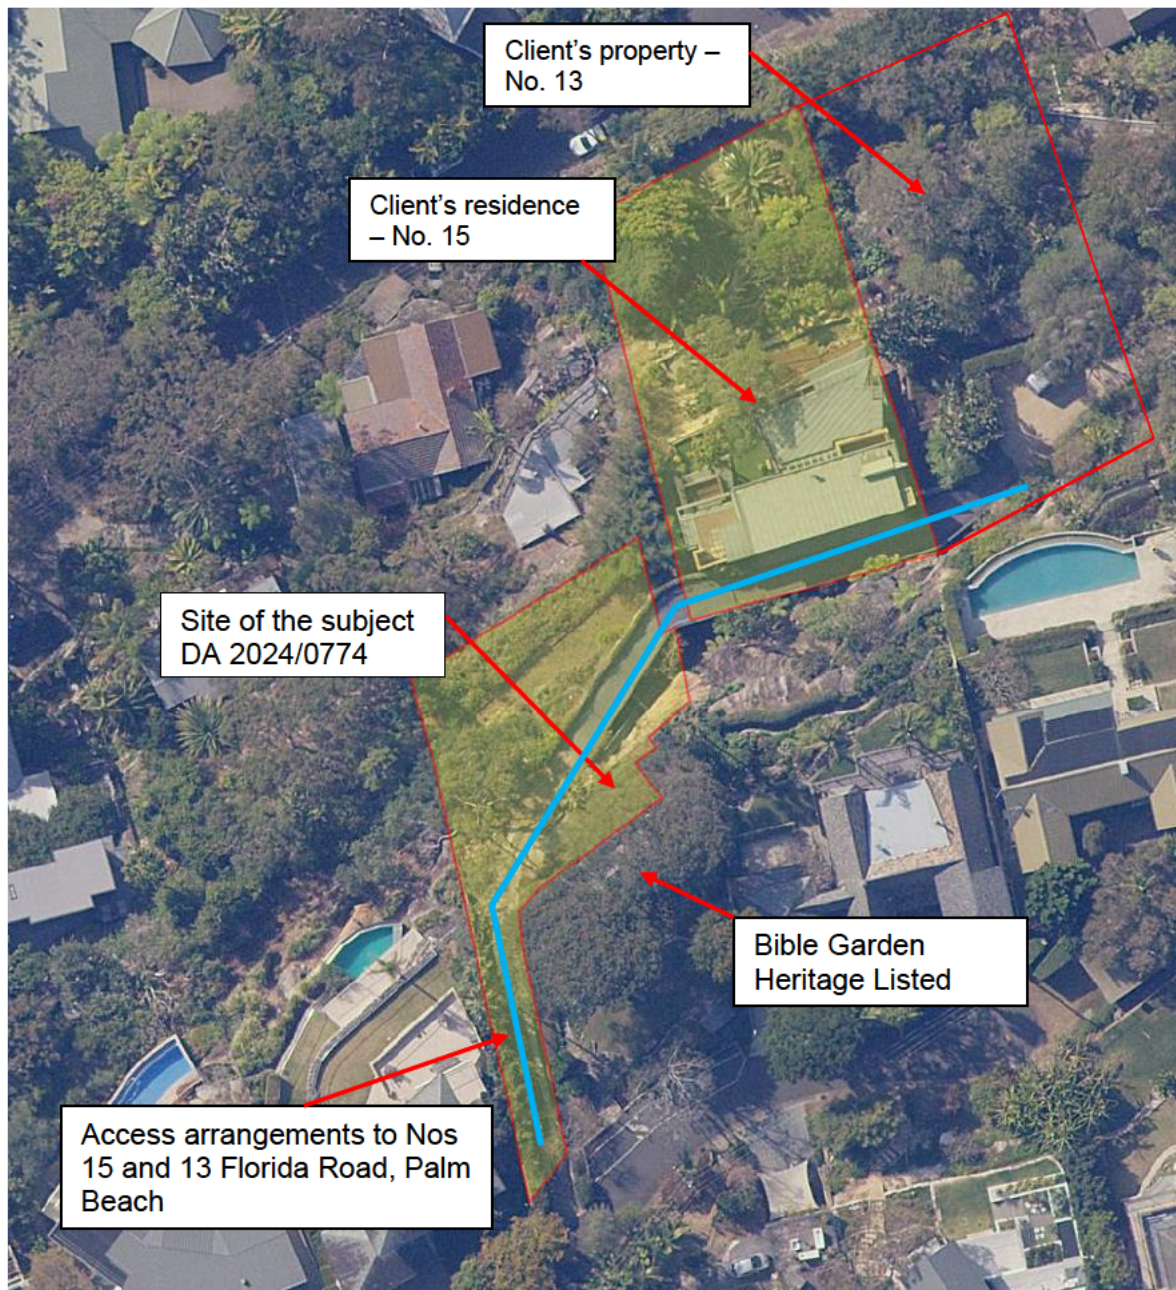 Client’s property –
No. 13
Client’s residence
– No. 15
Site of the subject
DA 2024/0774
Bible Garden
Heritage Listed
Access arrangements to Nos
15 and 13 Florida Road, Palm
Beach